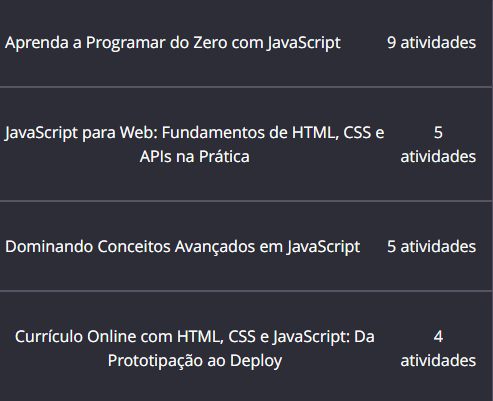 Aprenda a Programar do Zero com JavaScript 9 atividades
JavaScript para Web: Fundamentos de HTML, CSS e
APIs na Prática
5
atividades
Dominando Conceitos Avançados em JavaScript 5 atividades
Currículo Online com HTML, CSS e JavaScript: Da
Prototipação ao Deploy
4
atividades